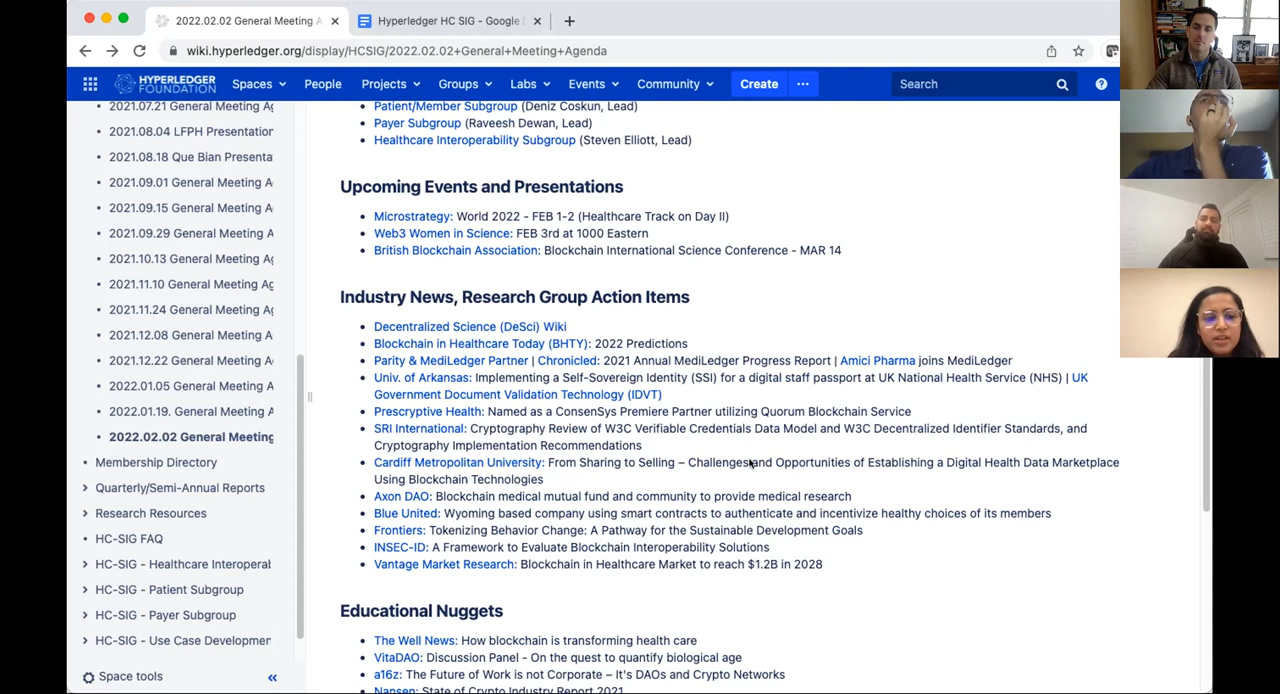 2022.02.02 General Meeting A
Hyperledger HC SIG - Google
wiki.hyperledger.org/display/HCSIG/2022.02.02+General+Meeting+Agenda
HYPERLEDGER FOUNDATION Spaces People Projects Groups Labs Events Community Create Search
2021.07.21 General Meeting Ag
2021.08.04 LFPH Presentation
2021.08.18 Que Bian Presenta
2021.09.01 General Meeting Ag
2021.09.15 General Meeting Ag
2021.09.29 General Meeting Ag
2021.10.13 General Meeting Ag
2021.11.10 General Meeting Ag
2021.11.24 General Meeting Ag
2021.12.08 General Meeting A
2021.12.22 General Meeting A
2022.01.05 General Meeting A
2022.01.19. General Meeting A
2022.02.02 General Meeting
Membership Directory
Quarterly/Semi-Annual Reports
Research Resources
HC-SIG FAQ
HC-SIG - Healthcare Interoperal
HC-SIG - Patient Subgroup
HC-SIG - Payer Subgroup
HC-SIG - Use Case Developmer
Space tools
Patient/Member Subgroup (Deniz Coskun, Lead)
Payer Subgroup (Raveesh Dewan, Lead)
Healthcare Interoperability Subgroup (Steven Elliott, Lead)
Upcoming Events and Presentations
Microstrategy: World 2022 - FEB 1-2 (Healthcare Track on Day II)
Web3 Women in Science: FEB 3rd at 1000 Eastern
British Blockchain Association: Blockchain International Science Conference - MAR 14
Industry News, Research Group Action Items
Decentralized Science (DeSci) Wiki
Blockchain in Healthcare Today (BHTY): 2022 Predictions
Parity & MediLedger Partner | Chronicled: 2021 Annual MediLedger Progress Report | Amici Pharma joins MediLedger
Univ. of Arkansas: Implementing a Self-Sovereign Identity (SSI) for a digital staff passport at UK National Health Service (NHS) | UK
Government Document Validation Technology (IDVT)
Prescryptive Health: Named as a ConsenSys Premiere Partner utilizing Quorum Blockchain Service
SRI International: Cryptography Review of W3C Verifiable Credentials Data Model and W3C Decentralized Identifier Standards, and
Cryptography Implementation Recommendations
Cardiff Metropolitan University: From Sharing to Selling – Challenges and Opportunities of Establishing a Digital Health Data Marketplace
Using Blockchain Technologies
Axon DAO: Blockchain medical mutual fund and community to provide medical research
Blue United: Wyoming based company using smart contracts to authenticate and incentivize healthy choices of its members
Frontiers: Tokenizing Behavior Change: A Pathway for the Sustainable Development Goals
INSEC-ID: A Framework to Evaluate Blockchain Interoperability Solutions
Vantage Market Research: Blockchain in Healthcare Market to reach $1.2B in 2028
Educational Nuggets
The Well News: How blockchain is transforming health care
VitaDAO: Discussion Panel - On the quest to quantify biological age
a16z: The Future of Work is not Corporate – It's DAOs and Crypto Networks
Nansen: State of Crypto Industry Report 2021